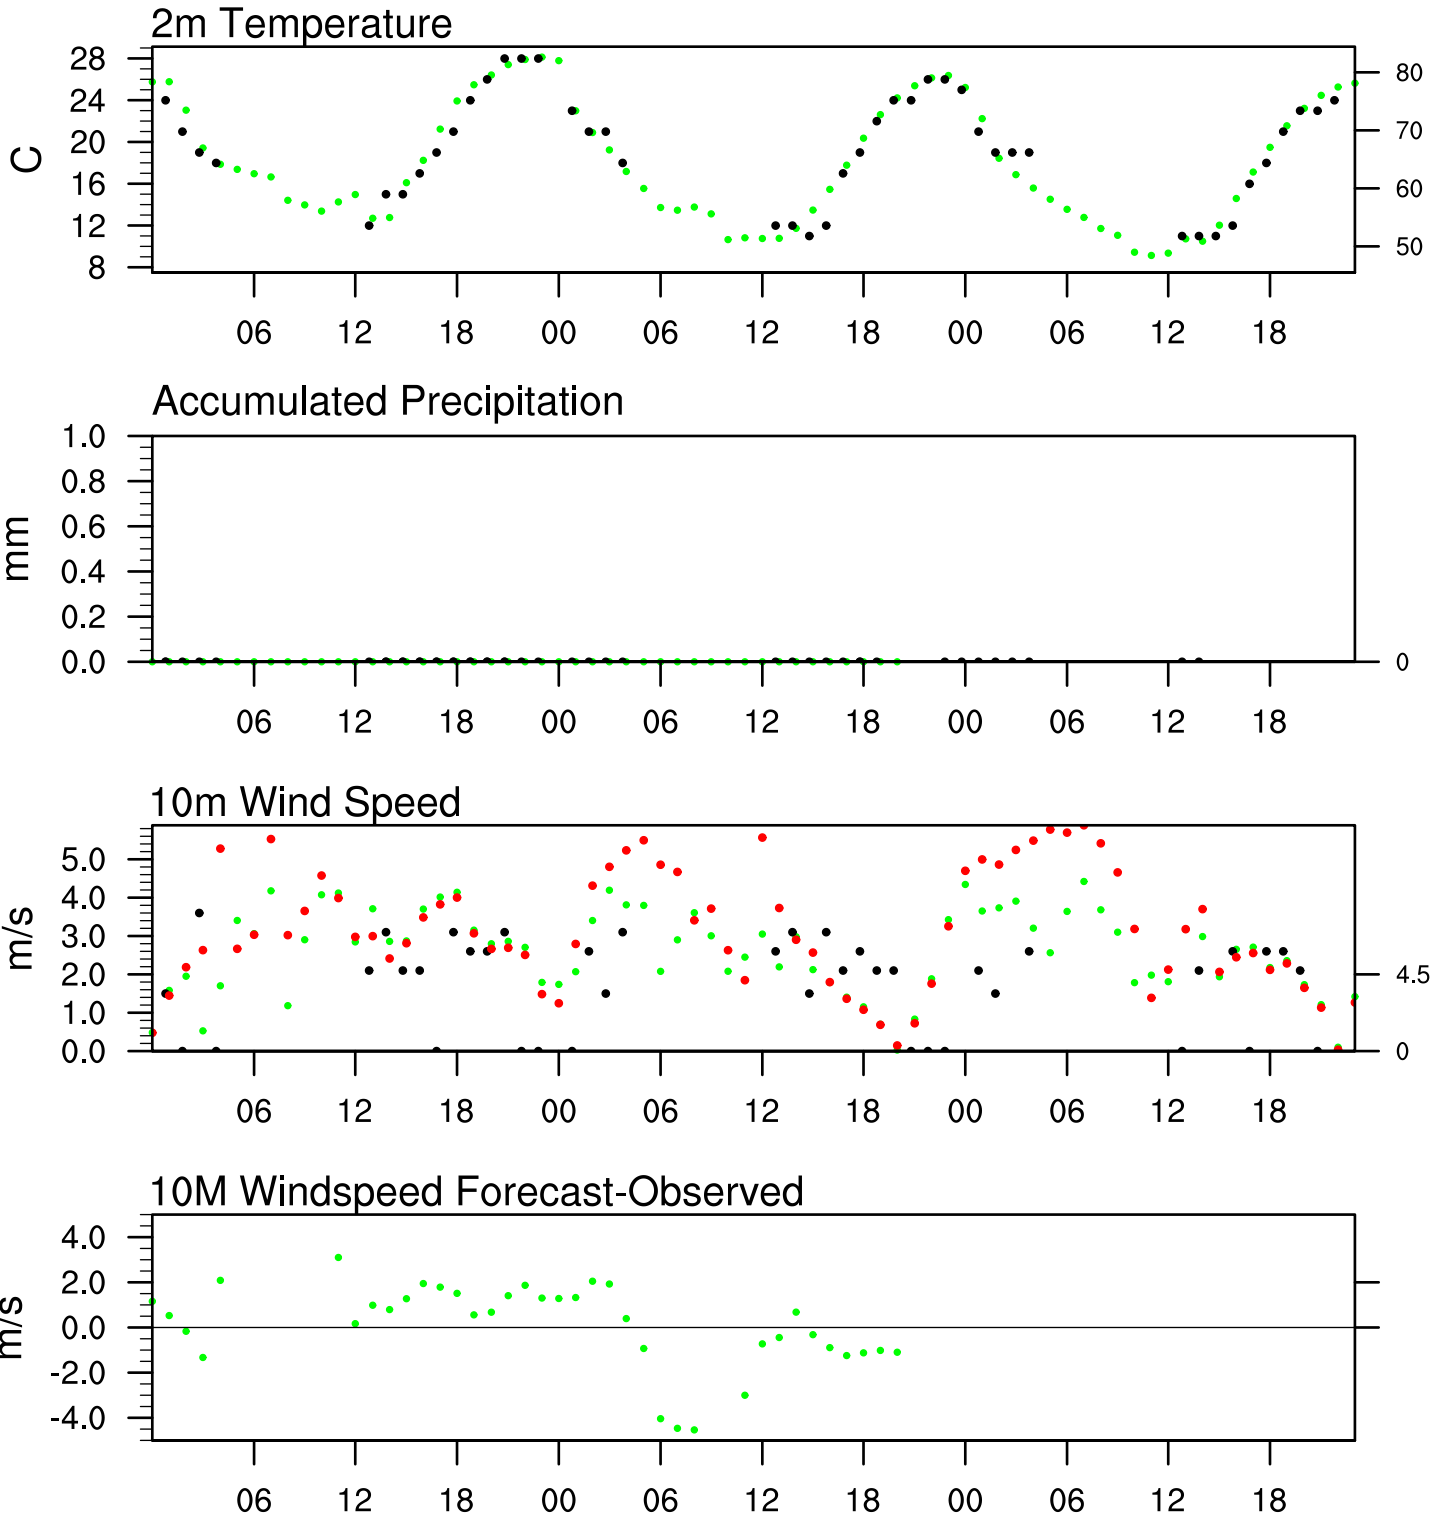 2m Temperature
28
24
20
16
12
8
C
80
70
60
50
06 12 18 00 06 12 18 00 06 12 18
Accumulated Precipitation
1.0
0.8
0.6
0.4
0.2
0.0
mm
0
06 12 18 00 06 12 18 00 06 12 18
10m Wind Speed
5.0
4.0
3.0
2.0
1.0
0.0
m/s
4.5
0
06 12 18 00 06 12 18 00 06 12 18
10M Windspeed Forecast-Observed
4.0
2.0
0.0
-2.0
-4.0
m/s
06 12 18 00 06 12 18 00 06 12 18